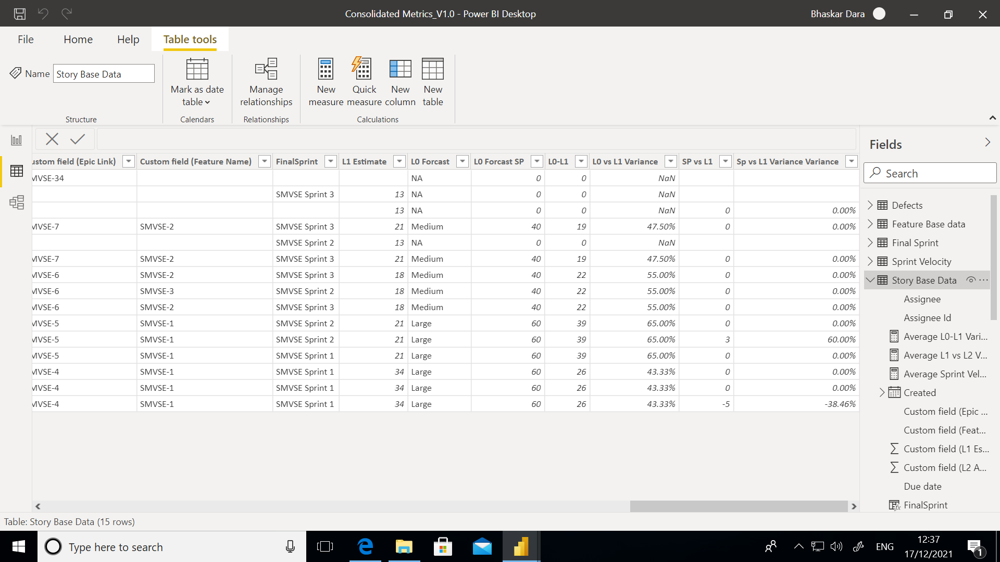 Consolidated Metrics_V1.0 - Power BI Desktop
Bhaskar Dara
File Home Help Table tools
Name Story Base Data
Mark as date table
Manage relationships
New measure
Quick measure
New column
New table
Structure Calendars Relationships Calculations
ustom field (Epic Link) Custom field (Feature Name) FinalSprint L1 Estimate L0 Forcast L0 Forcast SP L0-L1 L0 vs L1 Variance SP vs L1 Sp vs L1 Variance Variance
MVSE-34 NA 0 0 NaN
SMVSE Sprint 3 13 NA 0 0 NaN
13 NA 0 0 NaN 0 0.00%
MVSE-7 SMVSE-2 SMVSE Sprint 3 21 Medium 40 19 47.50% 0 0.00%
SMVSE Sprint 2 13 NA 0 0 NaN
MVSE-7 SMVSE-2 SMVSE Sprint 3 21 Medium 40 19 47.50% 0 0.00%
MVSE-6 SMVSE-2 SMVSE Sprint 3 18 Medium 40 22 55.00% 0 0.00%
MVSE-6 SMVSE-3 SMVSE Sprint 2 18 Medium 40 22 55.00% 0 0.00%
MVSE-6 SMVSE-2 SMVSE Sprint 3 18 Medium 40 22 55.00% 0 0.00%
MVSE-5 SMVSE-1 SMVSE Sprint 2 21 Large 60 39 65.00% 0 0.00%
MVSE-5 SMVSE-1 SMVSE Sprint 2 21 Large 60 39 65.00% 3 60.00%
MVSE-5 SMVSE-1 SMVSE Sprint 1 21 Large 60 39 65.00% 0 0.00%
MVSE-4 SMVSE-1 SMVSE Sprint 1 34 Large 60 26 43.33% 0 0.00%
MVSE-4 SMVSE-1 SMVSE Sprint 1 34 Large 60 26 43.33% 0 0.00%
MVSE-4 SMVSE-1 SMVSE Sprint 1 34 Large 60 26 43.33% -5 -38.46%
Fields
Search
Defects
Feature Base data
Final Sprint
Sprint Velocity
Story Base Data
Assignee
Assignee Id
Average L0-L1 Vari...
Average L1 vs L2 V...
Average Sprint Vel...
Created
Custom field (Epic ...
Custom field (Feat...
Custom field (L1 Es...
Custom field (L2 A...
Due date
FinalSprint
Table: Story Base Data (15 rows)
Type here to search
ENG
12:37
17/12/2021
1